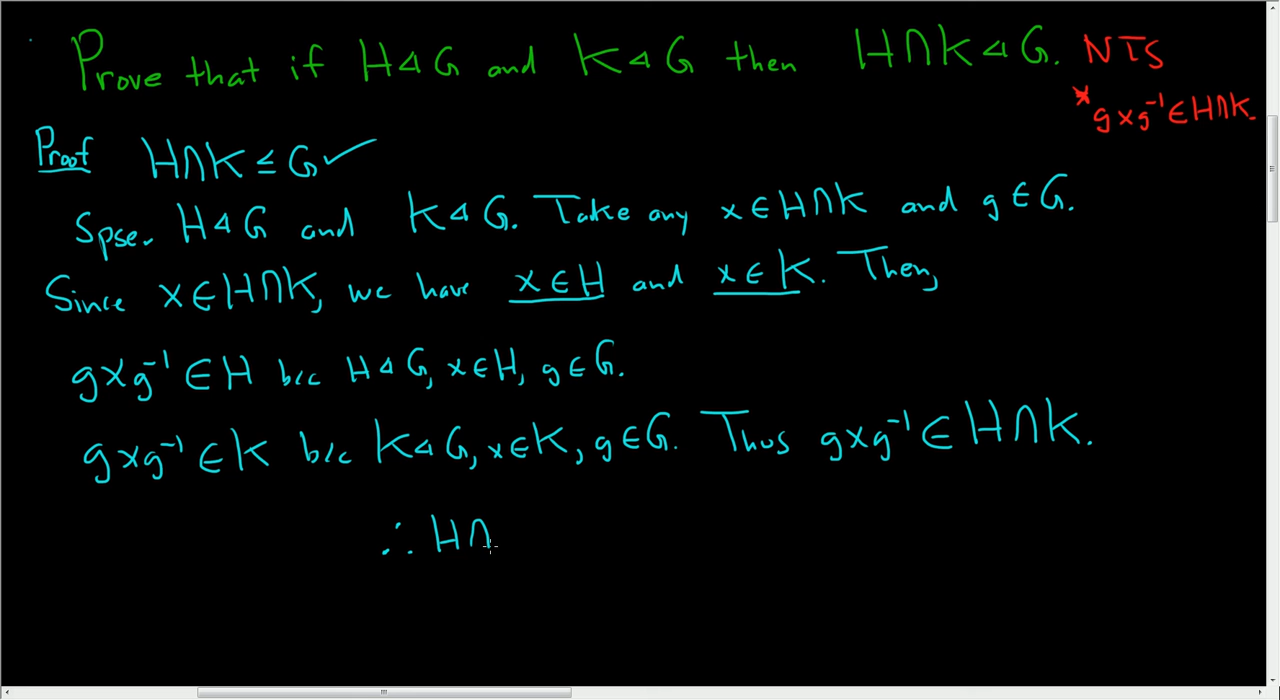 Prove that if H⊲G and K⊲G then H∩K⊲G. NTS
* gxg⁻¹∈H∩K.
Proof H∩K≤G✓
Spse. H⊲G and K⊲G. Take any x∈H∩K and g∈G.
Since x∈H∩K, we have x∈H and x∈K. Then,
gxg⁻¹∈H b/c H⊲G, x∈H, g∈G.
gxg⁻¹∈K b/c K⊲G, x∈K, g∈G. Thus gxg⁻¹∈H∩K.
∴ H∩